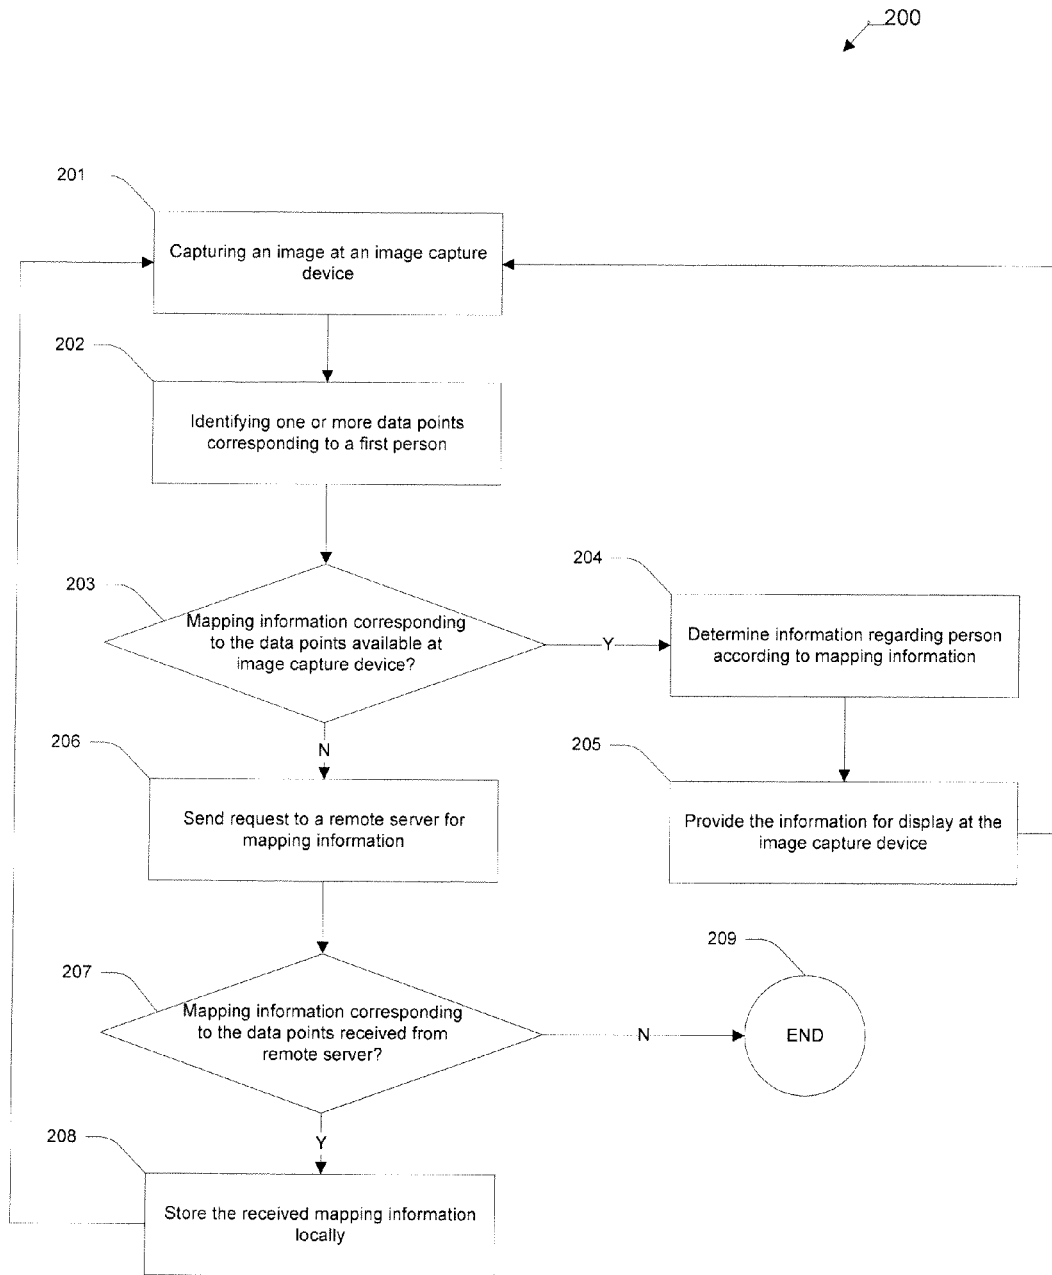 200
201
Capturing an image at an image capture
device
202
Identifying one or more data points
corresponding to a first person
203
Mapping information corresponding
to the data points available at
image capture device?
Y
204
Determine information regarding person
according to mapping information
N
206
Send request to a remote server for
mapping information
205
Provide the information for display at the
image capture device
207
Mapping information corresponding
to the data points received from
remote server?
N
209
END
Y
208
Store the received mapping information
locally